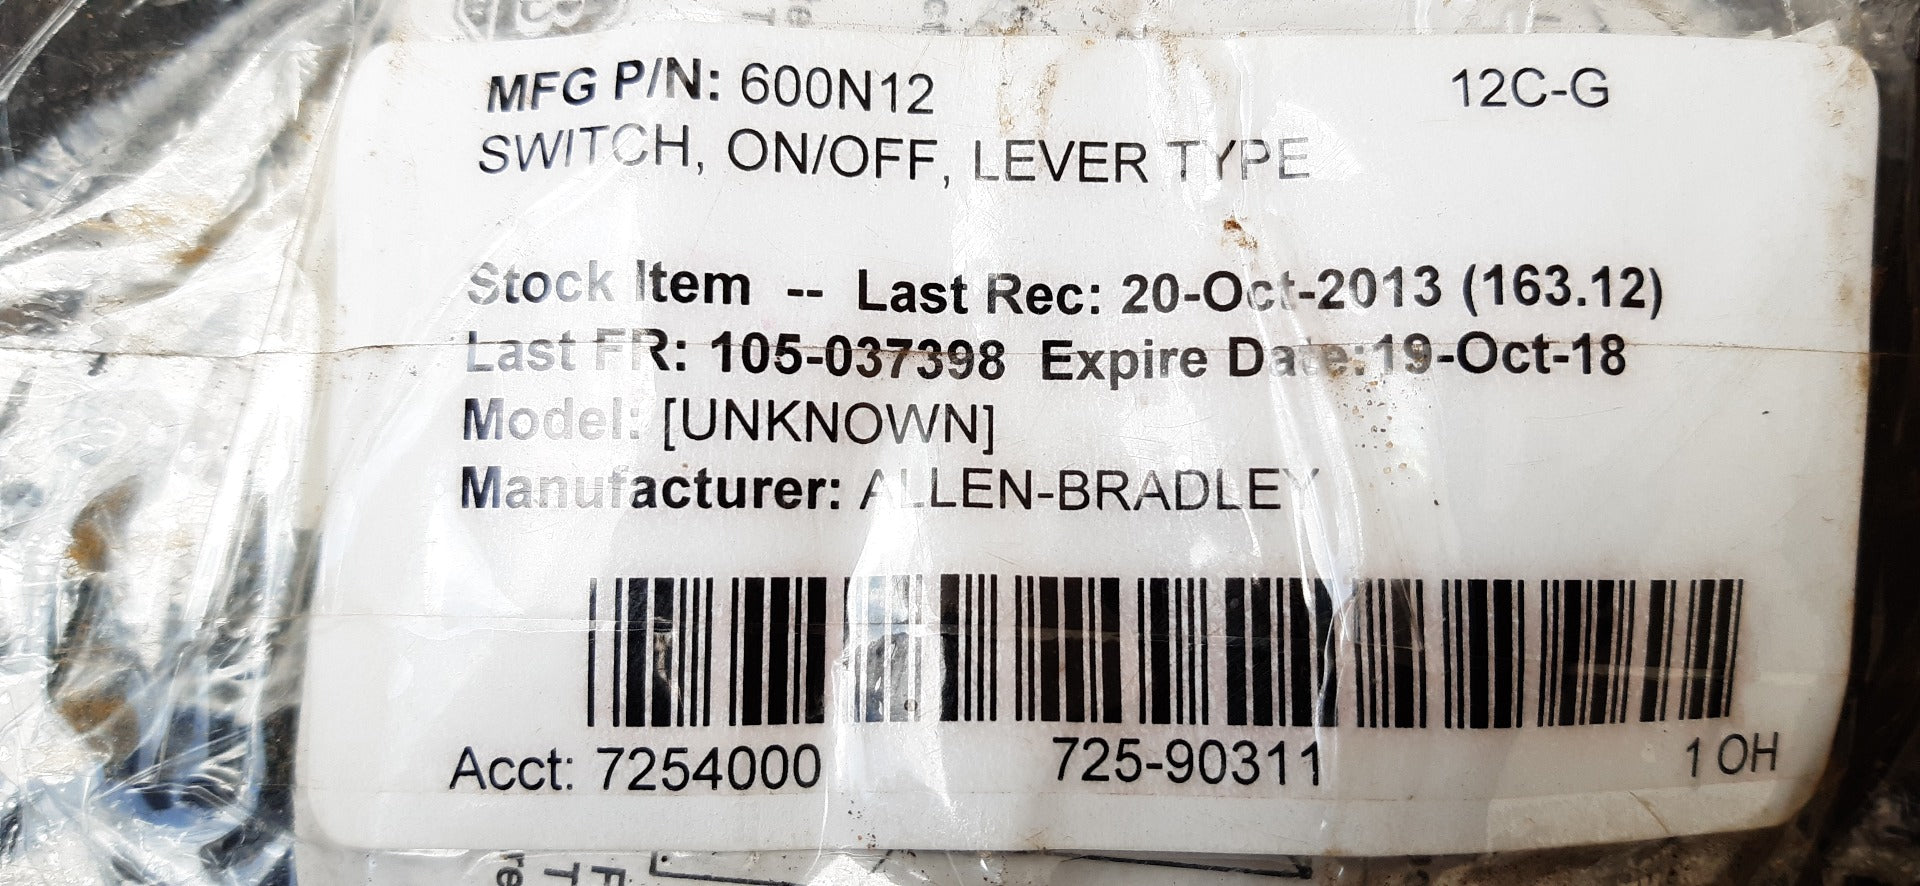 MFG P/N: 600N12 12C-G
SWITCH, ON/OFF, LEVER TYPE
Stock Item -- Last Rec: 20-Oct-2013 (163.12)
Last FR: 105-037398 Expire Date:19-Oct-18
Model: [UNKNOWN]
Manufacturer: ALLEN-BRADLEY
Acct: 7254000 725-90311 1 OH